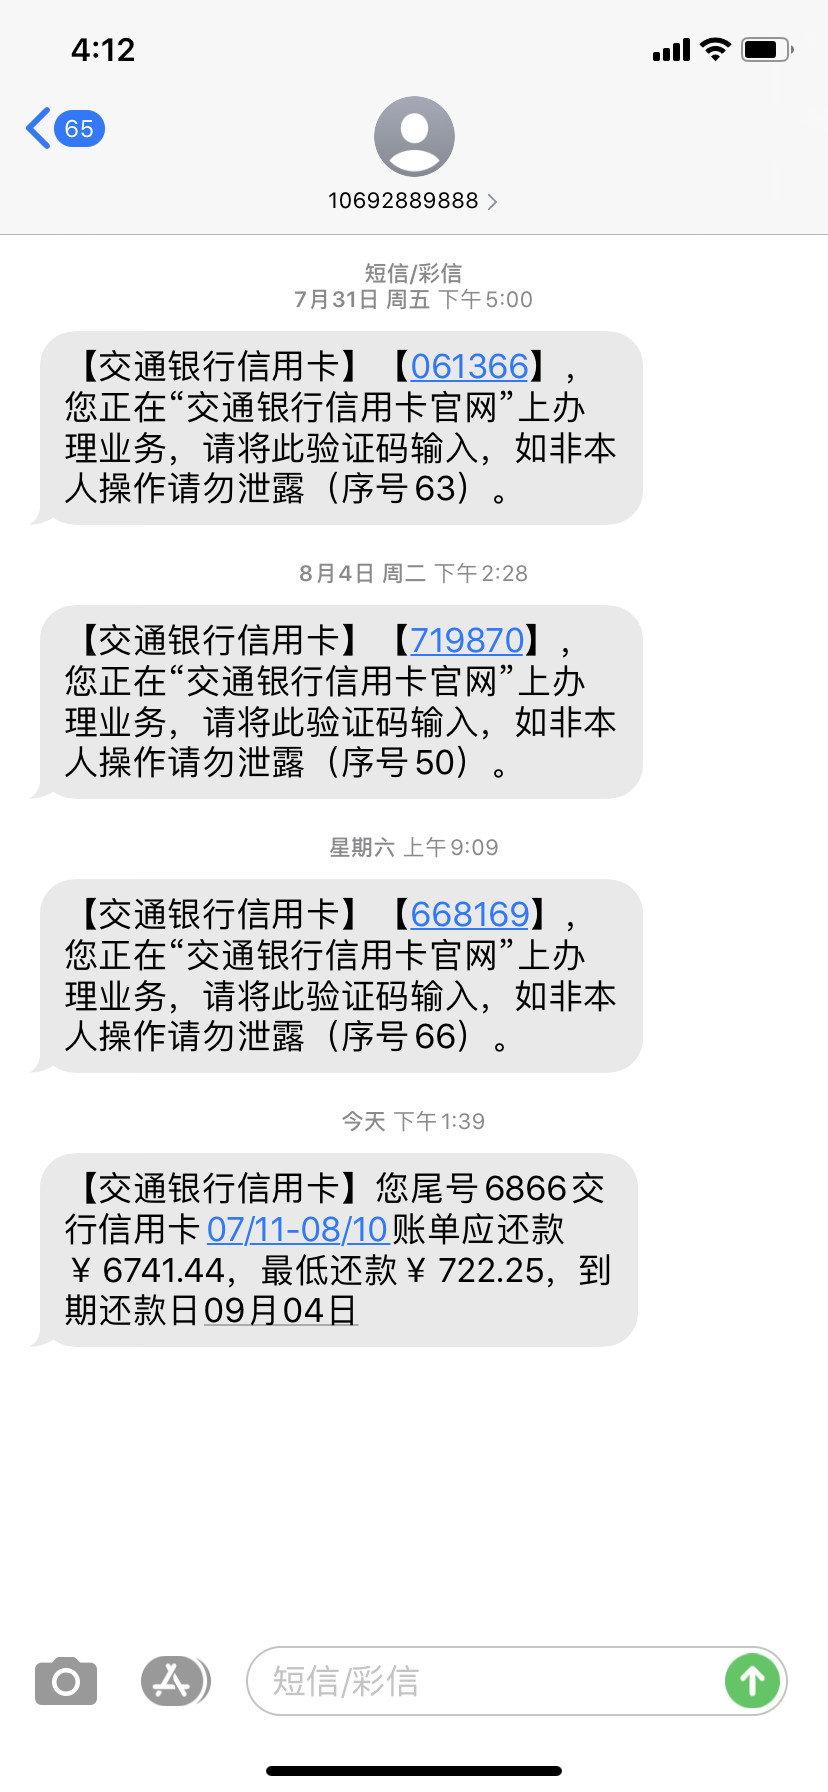 4:12
65
10692889888
短信/彩信
7月31日 周五 下午5:00
【交通银行信用卡】【061366】,
您正在“交通银行信用卡官网”上办
理业务，请将此验证码输入，如非本
人操作请勿泄露（序号63）。
8月4日 周二 下午2:28
【交通银行信用卡】【719870】,
您正在“交通银行信用卡官网”上办
理业务，请将此验证码输入，如非本
人操作请勿泄露（序号50）。
星期六 上午9:09
【交通银行信用卡】【668169】,
您正在“交通银行信用卡官网”上办
理业务，请将此验证码输入，如非本
人操作请勿泄露（序号66）。
今天 下午1:39
【交通银行信用卡】您尾号6866交
行信用卡07/11-08/10账单应还款
￥6741.44，最低还款￥722.25，到
期还款日09月04日
短信/彩信